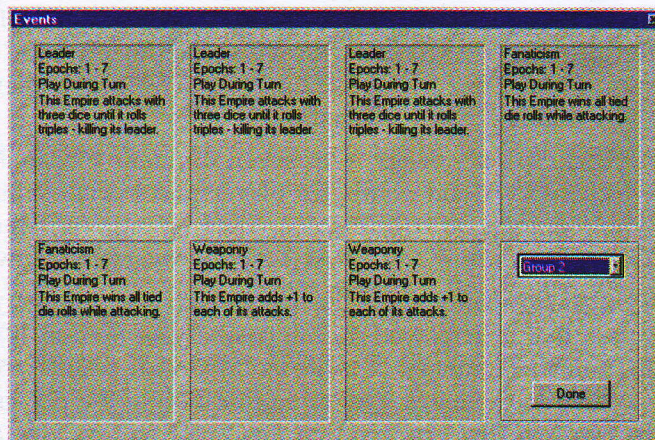 Events
Leader
Epochs: 1 - 7
Play During Turn
This Empire attacks with
three dice until it rolls
triples - killing its leader.
Leader
Epochs: 1 - 7
Play During Turn
This Empire attacks with
three dice until it rolls
triples - killing its leader.
Leader
Epochs: 1 - 7
Play During Turn
This Empire attacks with
three dice until it rolls
triples - killing its leader.
Fanaticism
Epochs: 1 - 7
Play During Turn
This Empire wins all tied
die rolls while attacking.
Fanaticism
Epochs: 1 - 7
Play During Turn
This Empire wins all tied
die rolls while attacking.
Weaponry
Epochs: 1 - 7
Play During Turn
This Empire adds +1 to
each of its attacks.
Weaponry
Epochs: 1 - 7
Play During Turn
This Empire adds +1 to
each of its attacks.
Group 2
Done